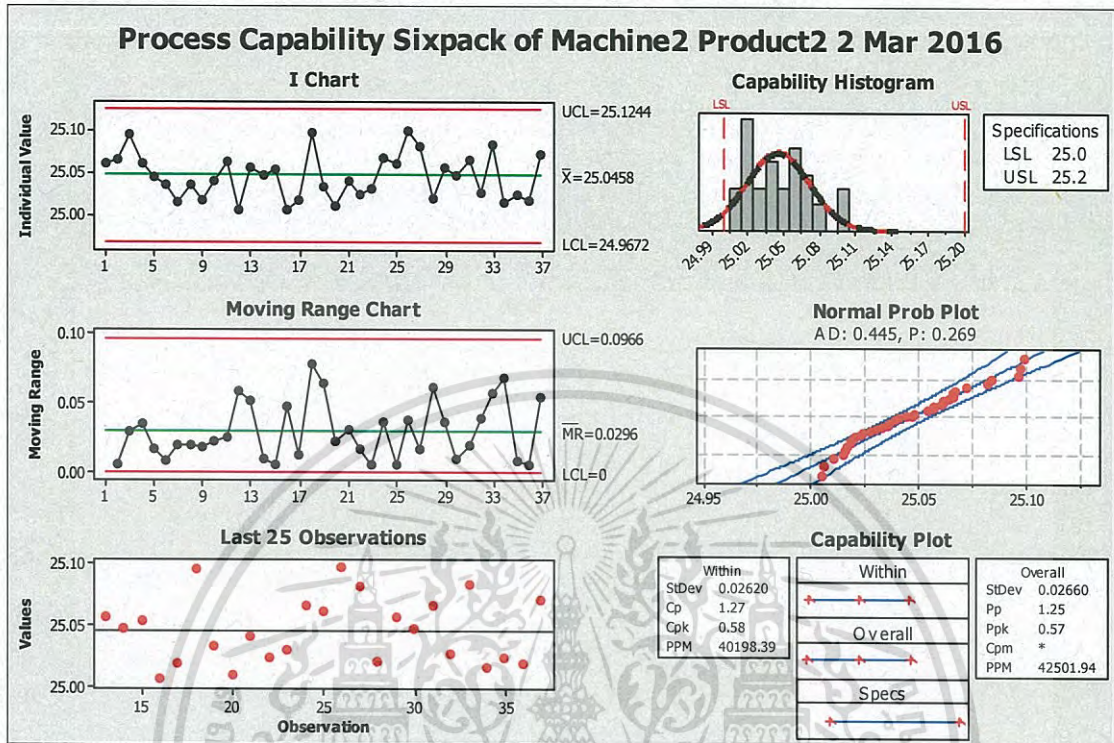 Process Capability Sixpack of Machine2 Product2 2 Mar 2016
I Chart
Individual Value
25.10
25.05
25.00
1 5 9 13 17 21 25 29 33 37
UCL=25.1244
X̄=25.0458
LCL=24.9672
Capability Histogram
LSL USL
24.99 25.02 25.05 25.08 25.11 25.14 25.17 25.20
Specifications
LSL 25.0
USL 25.2
Moving Range Chart
Moving Range
0.10
0.05
0.00
1 5 9 13 17 21 25 29 33 37
UCL=0.0966
M̅R̅=0.0296
LCL=0
Normal Prob Plot
AD: 0.445, P: 0.269
24.95 25.00 25.05 25.10
Last 25 Observations
Values
25.10
25.05
25.00
15 20 25 30 35
Observation
Capability Plot
Within
StDev 0.02620
Cp 1.27
Cpk 0.58
PPM 40198.39
Within
Overall
Specs
Overall
StDev 0.02660
Pp 1.25
Ppk 0.57
Cpm *
PPM 42501.94